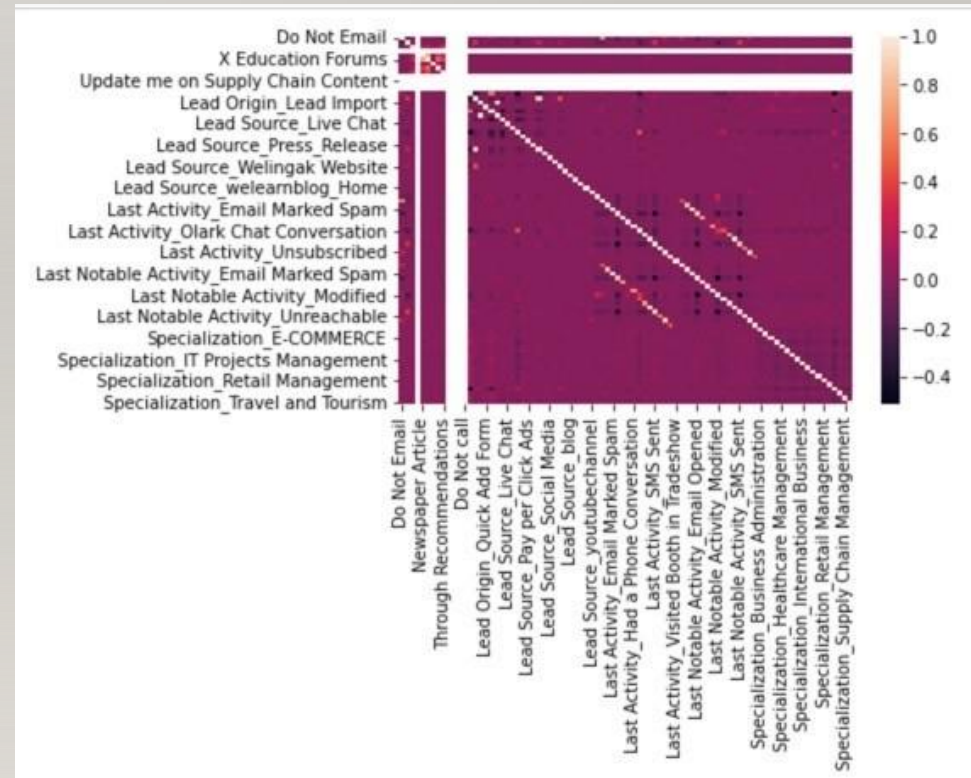 Do Not Email
X Education Forums
Update me on Supply Chain Content
Lead Origin_Lead Import
Lead Source_Live Chat
Lead Source_Press_Release
Lead Source_Welingak Website
Lead Source_welearnblog_Home
Last Activity_Email Marked Spam
Last Activity_Olark Chat Conversation
Last Activity_Unsubscribed
Last Notable Activity_Email Marked Spam
Last Notable Activity_Modified
Last Notable Activity_Unreachable
Specialization_E-COMMERCE
Specialization_IT Projects Management
Specialization_Retail Management
Specialization_Travel and Tourism
1.0
0.8
0.6
0.4
0.2
0.0
−0.2
−0.4
Do Not Email
Newspaper Article
Through Recommendations
Do Not call
Lead Origin_Quick Add Form
Lead Source_Live Chat
Lead Source_Pay per Click Ads
Lead Source_Social Media
Lead Source_blog
Lead Source_youtubechannel
Last Activity_Email Marked Spam
Last Activity_Had a Phone Conversation
Last Activity_SMS Sent
Last Activity_Visited Booth in Tradeshow
Last Notable Activity_Email Opened
Last Notable Activity_Modified
Last Notable Activity_SMS Sent
Specialization_Business Administration
Specialization_Healthcare Management
Specialization_International Business
Specialization_Retail Management
Specialization_Supply Chain Management